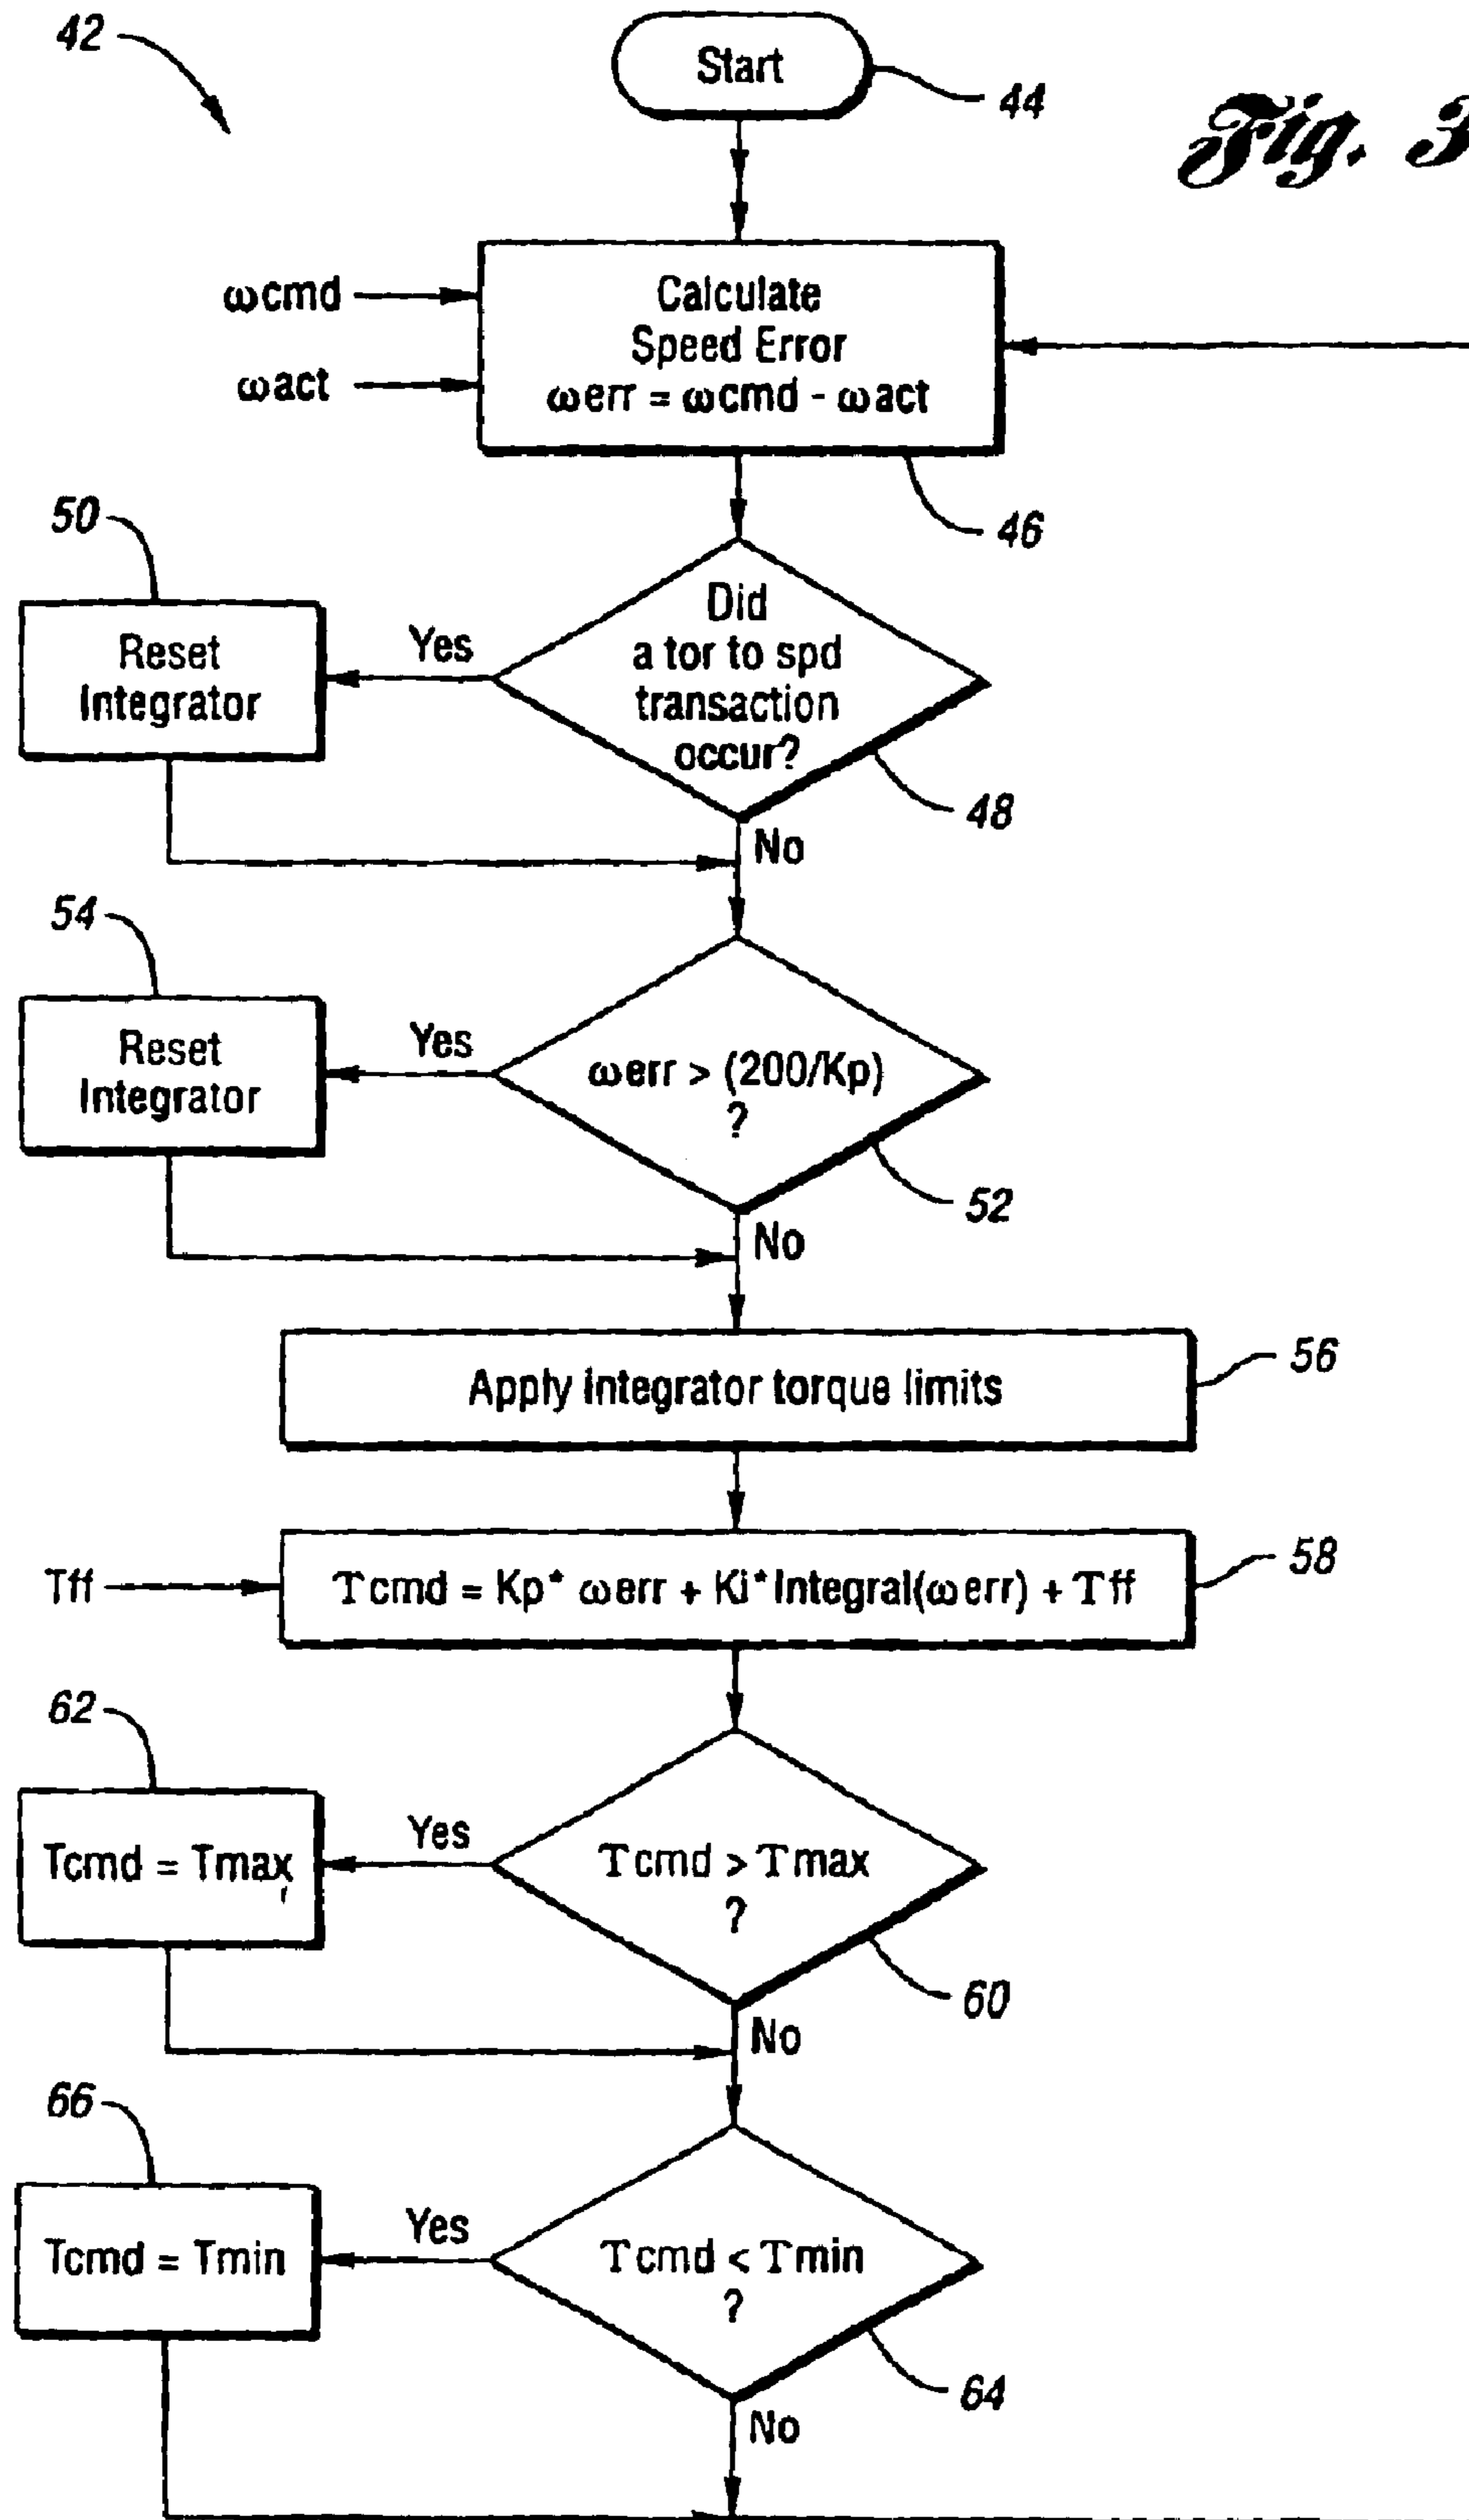 42
Start
44
Fig. 3
ωcmd
ωact
Calculate
Speed Error
ωerr = ωcmd - ωact
46
50
Reset
Integrator
Yes
Did
a tor to spd
transaction
occur?
48
No
54
Reset
Integrator
Yes
ωerr > (200/Kp)
?
52
No
Apply Integrator torque limits
56
Tff
Tcmd = Kp* ωerr + Ki*Integral(ωerr) + Tff
58
62
Tcmd = Tmax
Yes
Tcmd > Tmax
?
60
No
66
Tcmd = Tmin
Yes
Tcmd < Tmin
?
64
No